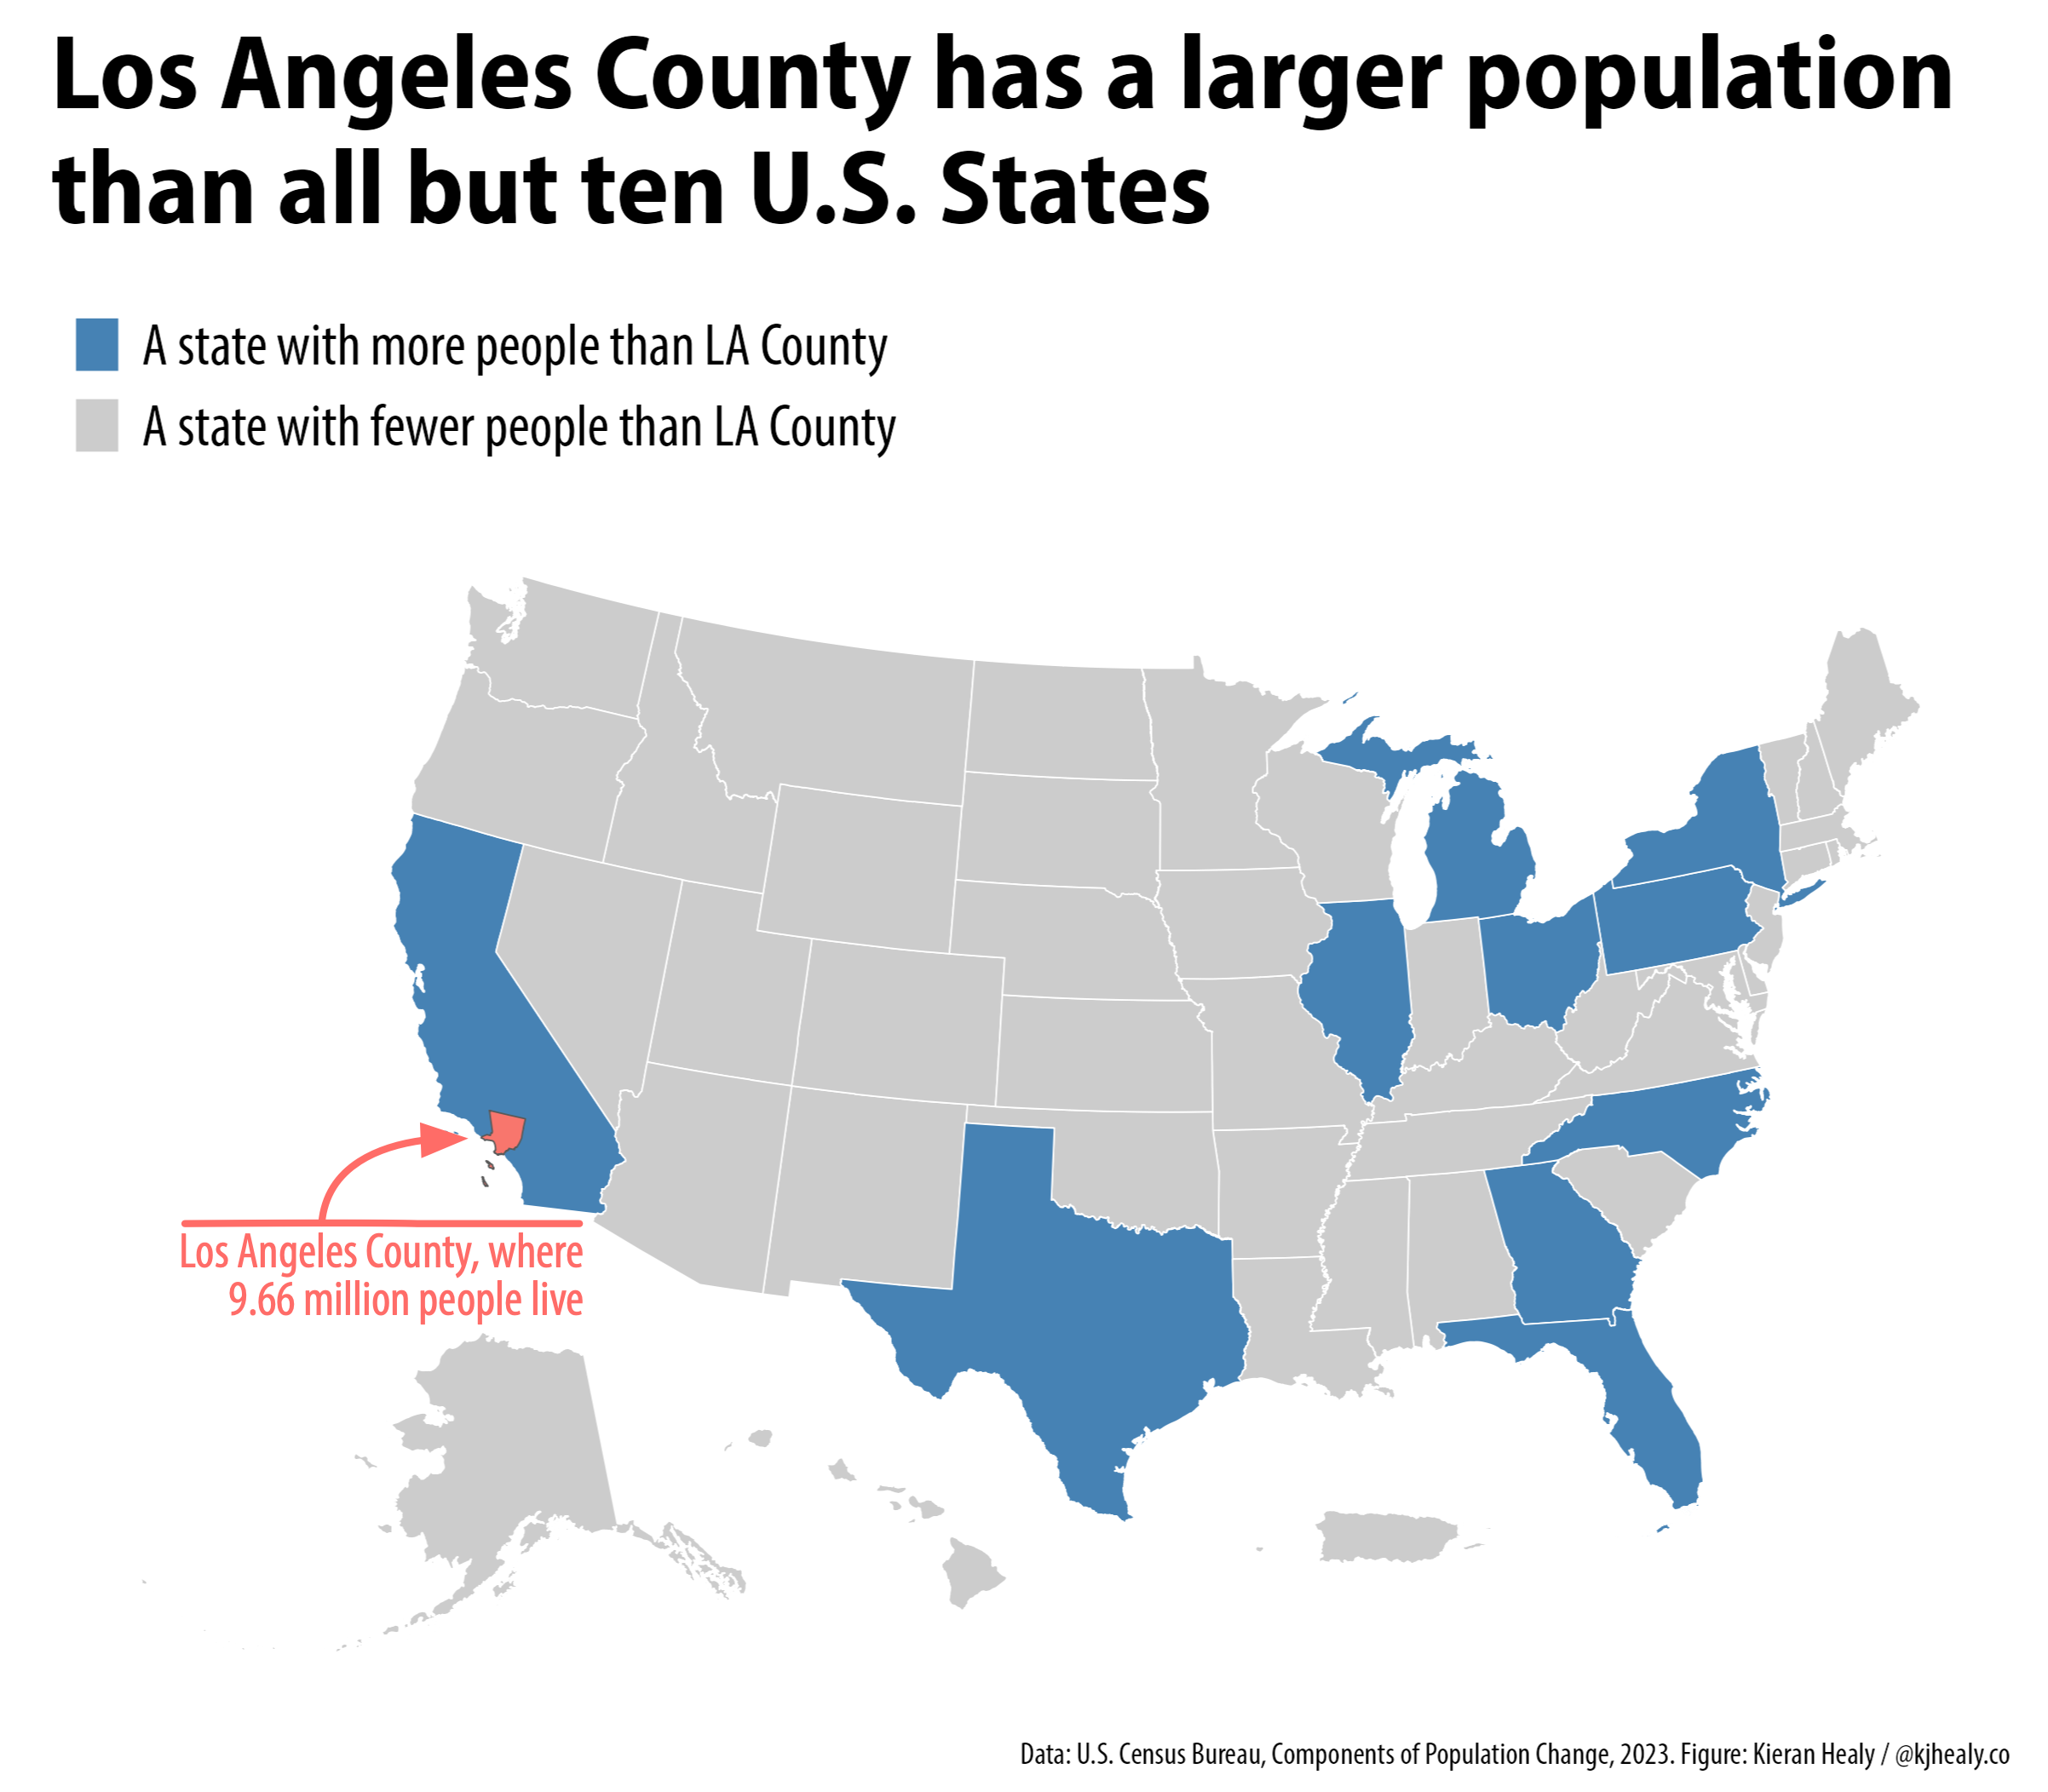 Los Angeles County has a larger population
than all but ten U.S. States
A state with more people than LA County
A state with fewer people than LA County
Los Angeles County, where
9.66 million people live
Data: U.S. Census Bureau, Components of Population Change, 2023. Figure: Kieran Healy / @kjhealy.co